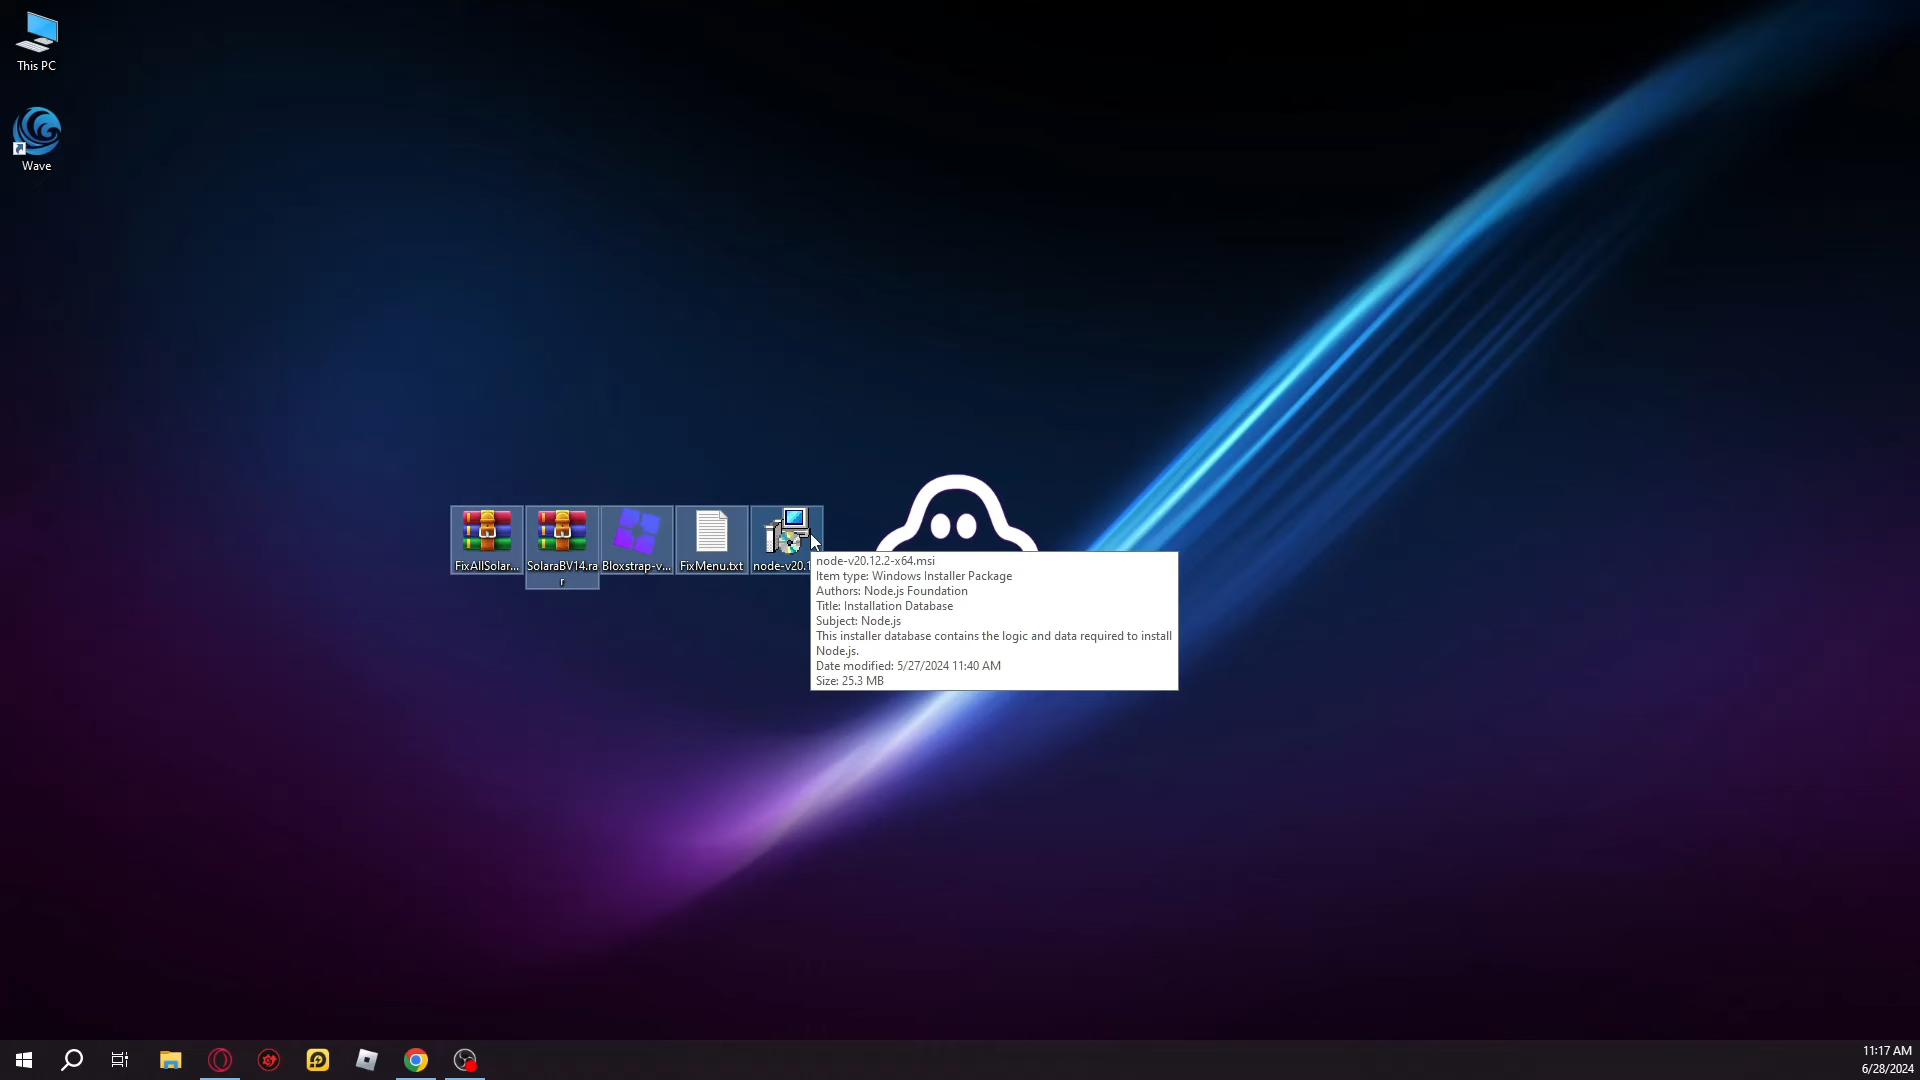 This PC
Wave
FixAllSolar...
SolaraBV14.ra
r
Bloxstrap-v...
FixMenu.txt
node-v20.1
node-v20.12.2-x64.msi
Item type: Windows Installer Package
Authors: Node.js Foundation
Title: Installation Database
Subject: Node.js
This installer database contains the logic and data required to install
Node.js.
Date modified: 5/27/2024 11:40 AM
Size: 25.3 MB
11:17 AM
6/28/2024